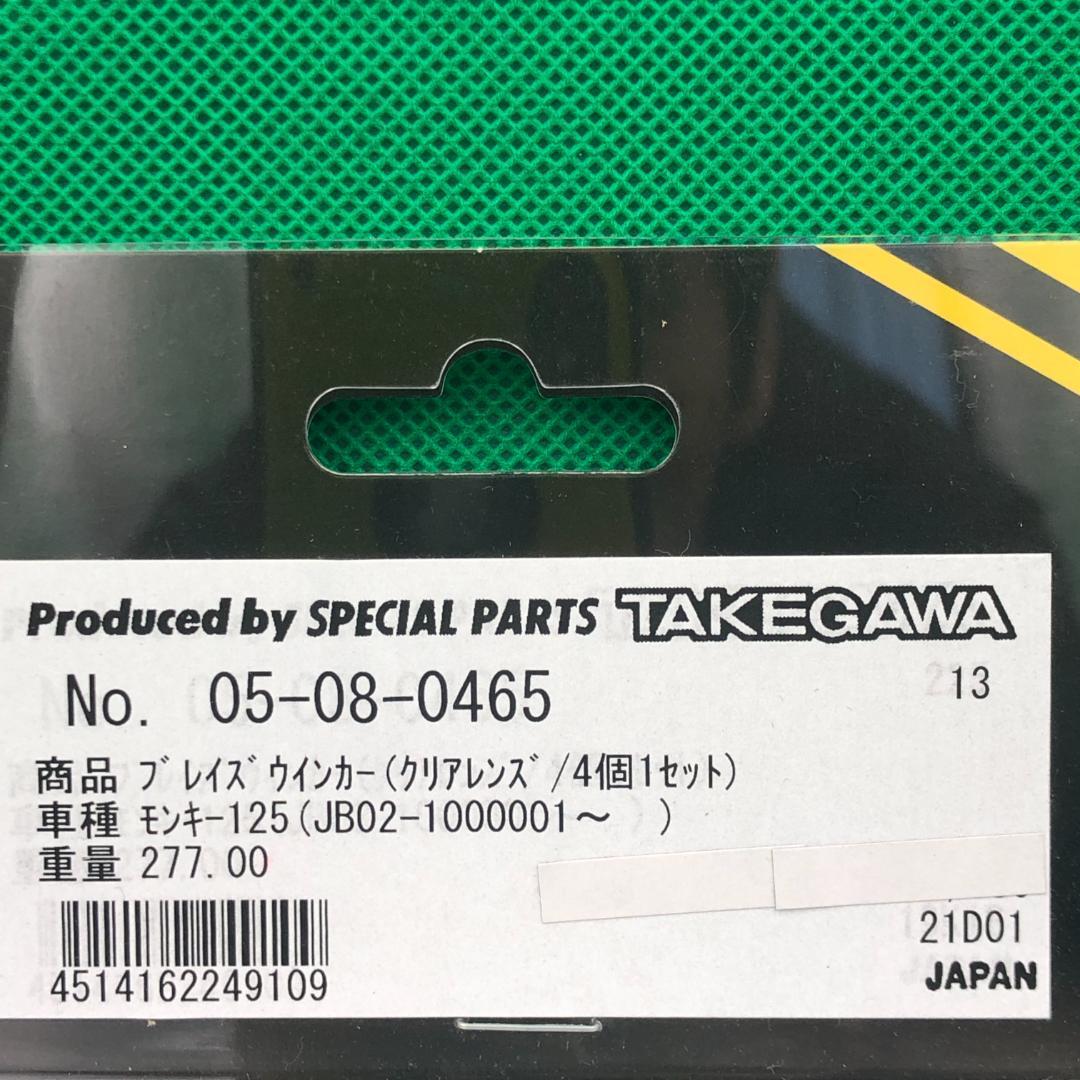 Produced by SPECIAL PARTS TAKEGAWA
No. 05-08-0465
13
商品 ﾌﾞﾚｲｽﾞｳｲﾝｶｰ(ｸﾘｱﾚﾝｽﾞ/4個1ｾｯﾄ)
車種 ﾓﾝｷｰ125(JB02-1000001～ )
重量 277.00
4514162249109
21D01
JAPAN